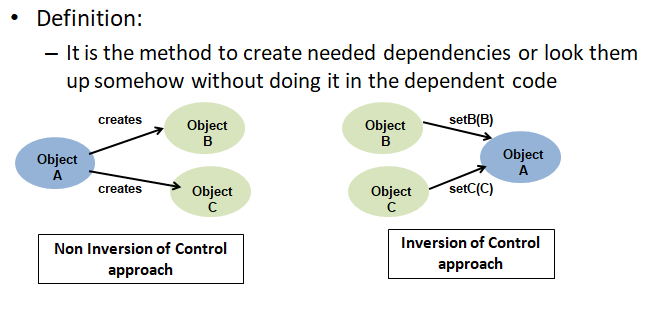 • Definition:
– It is the method to create needed dependencies or look them
up somehow without doing it in the dependent code
creates
Object
B
Object
A
creates
Object
C
Non Inversion of Control
approach
Object
B
setB(B)
Object
A
setC(C)
Object
C
Inversion of Control
approach